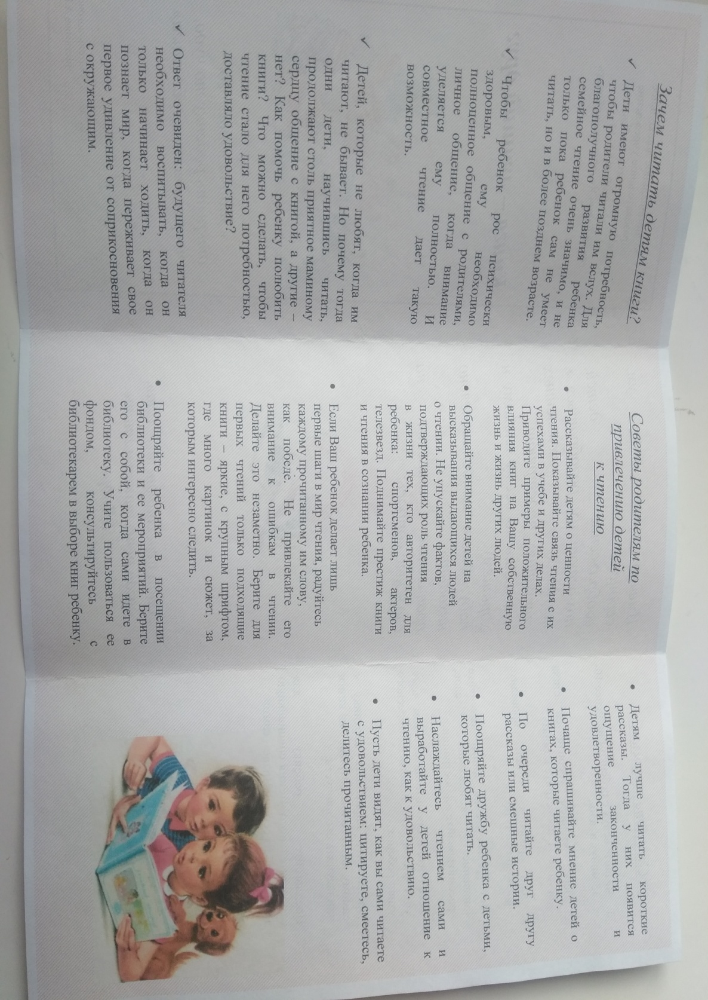 Зачем читать детям книги?
✓ Дети имеют огромную потребность,
чтобы родители читали им вслух. Для
благополучного развития ребенка
семейное чтение очень значимо, и не
только пока ребенок сам не умеет
читать, но и в более позднем возрасте.
✓ Чтобы ребенок рос психически
здоровым, ему необходимо
полноценное общение с родителями,
личное общение, когда внимание
уделяется ему полностью. И
совместное чтение дает такую
возможность.
✓ Детей, которые не любят, когда им
читают, не бывает. Но почему тогда
одни дети, научившись читать,
продолжают столь приятное маминому
сердцу общение с книгой, а другие –
нет? Как помочь ребенку полюбить
книги? Что можно сделать, чтобы
чтение стало для него потребностью,
доставляло удовольствие?
✓ Ответ очевиден: будущего читателя
необходимо воспитывать, когда он
только начинает ходить, когда он
познает мир, когда переживает свое
первое удивление от соприкосновения
с окружающим.
Советы родителям по
привлечению детей
к чтению
• Рассказывайте детям о ценности
чтения. Показывайте связь чтения с их
успехами в учебе и других делах.
Приводите примеры положительного
влияния книг на Вашу собственную
жизнь и жизнь других людей.
• Обращайте внимание детей на
высказывания выдающихся людей
о чтении. Не упускайте фактов,
подтверждающих роль чтения
в жизни тех, кто авторитетен для
ребенка: спортсменов, актеров,
телезвезд. Поднимайте престиж книги
и чтения в сознании ребенка.
• Если Ваш ребенок делает лишь
первые шаги в мир чтения, радуйтесь
каждому прочитанному им слову,
как победе. Не привлекайте его
внимание к ошибкам в чтении.
Делайте это незаметно. Берите для
первых чтений только подходящие
книги – яркие, с крупным шрифтом,
где много картинок и сюжет, за
которым интересно следить.
• Поощряйте ребенка в посещении
библиотеки и ее мероприятий. Берите
его с собой, когда сами идете в
библиотеку. Учите пользоваться ее
фондом, консультируйтесь с
библиотекарем в выборе книг ребенку.
• Детям лучше читать короткие
рассказы. Тогда у них появится
ощущение законченности и
удовлетворенности.
• Почаще спрашивайте мнение детей о
книгах, которые читаете ребенку.
• По очереди читайте друг другу
рассказы или смешные истории.
• Поощряйте дружбу ребенка с детьми,
которые любят читать.
• Наслаждайтесь чтением сами и
выработайте у детей отношение к
чтению, как к удовольствию.
• Пусть дети видят, как вы сами читаете
с удовольствием: цитируете, смеетесь,
делитесь прочитанным.